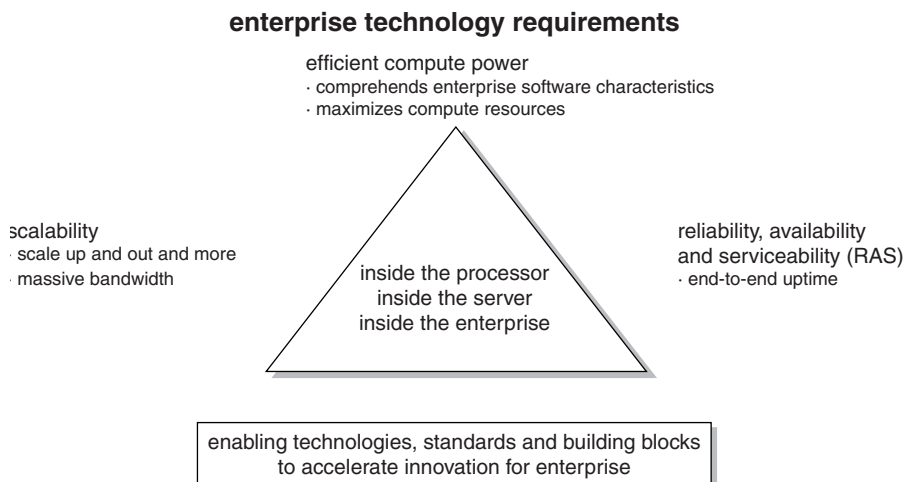 enterprise technology requirements
efficient compute power
· comprehends enterprise software characteristics
· maximizes compute resources
scalability
· scale up and out and more
· massive bandwidth
reliability, availability
and serviceability (RAS)
· end-to-end uptime
inside the processor
inside the server
inside the enterprise
enabling technologies, standards and building blocks
to accelerate innovation for enterprise